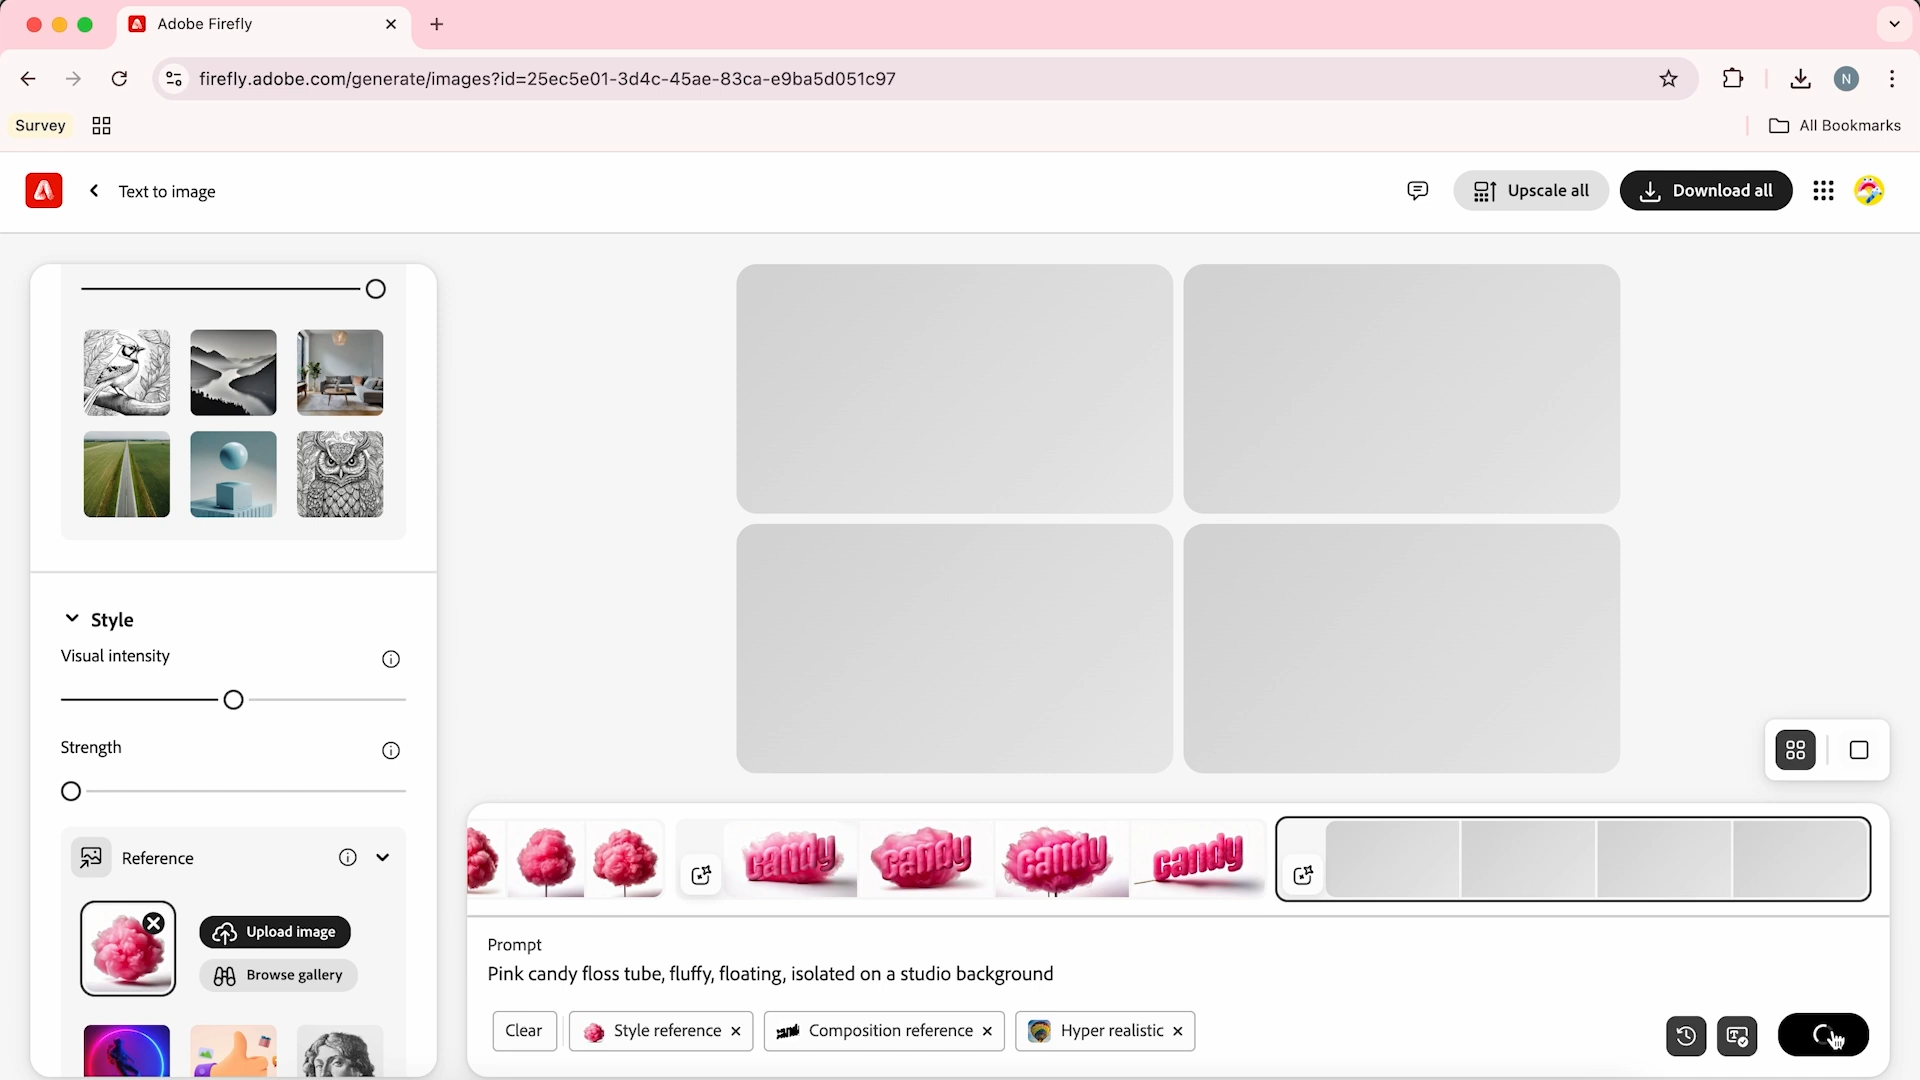 Adobe Firefly
firefly.adobe.com/generate/images?id=25ec5e01-3d4c-45ae-83ca-e9ba5d051c97
N
Survey
All Bookmarks
Text to image
Upscale all
Download all
Style
Visual intensity
Strength
Reference
Upload image
Browse gallery
candy
candy
candy
candy
Prompt
Pink candy floss tube, fluffy, floating, isolated on a studio background
Clear
Style reference
Composition reference
Hyper realistic